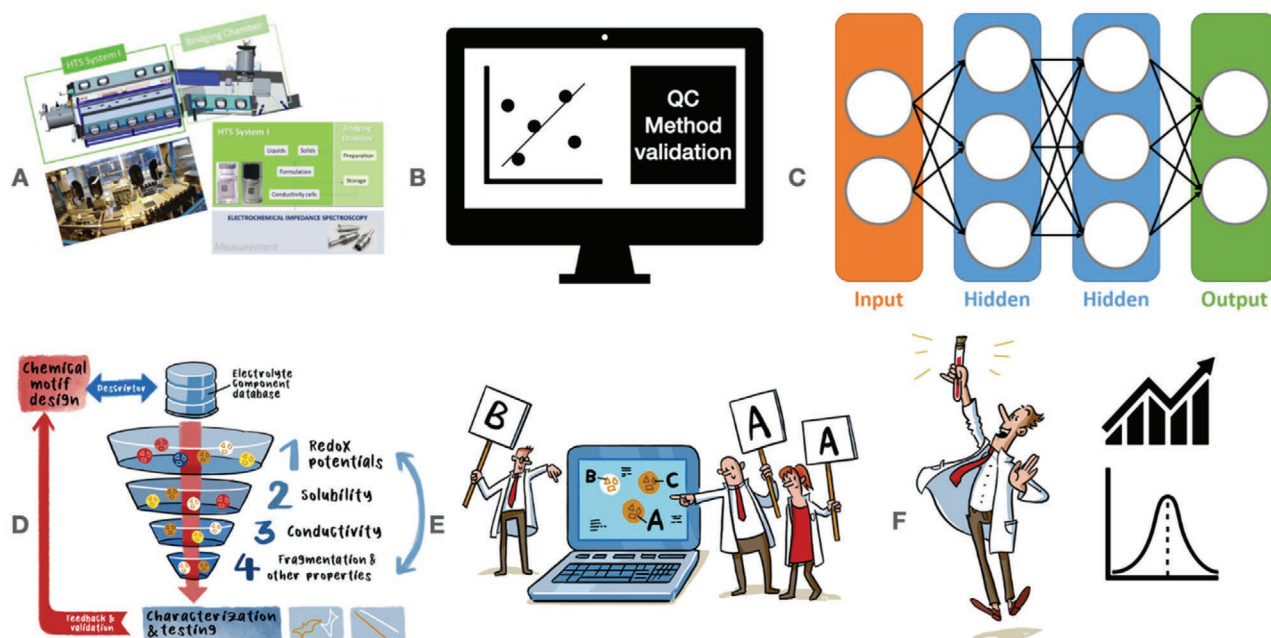 HTS System I
Bridging Chamber
HTS System I
Bridging
Chamber
Liquids
Solids
Preparation
Formulation
Storage
Conductivity cells
ELECTROCHEMICAL IMPEDANCE SPECTROSCOPY
Measurement
A
QC
Method
validation
B
C
Input
Hidden
Hidden
Output
Chemical
motif
design
Descriptor
Electrolyte
Component
database
1 Redox
potentials
2 Solubility
3 Conductivity
4 Fragmentation &
other properties
D
Feedback &
validation
Characterization
& testing
E
B
A
A
B
C
A
F